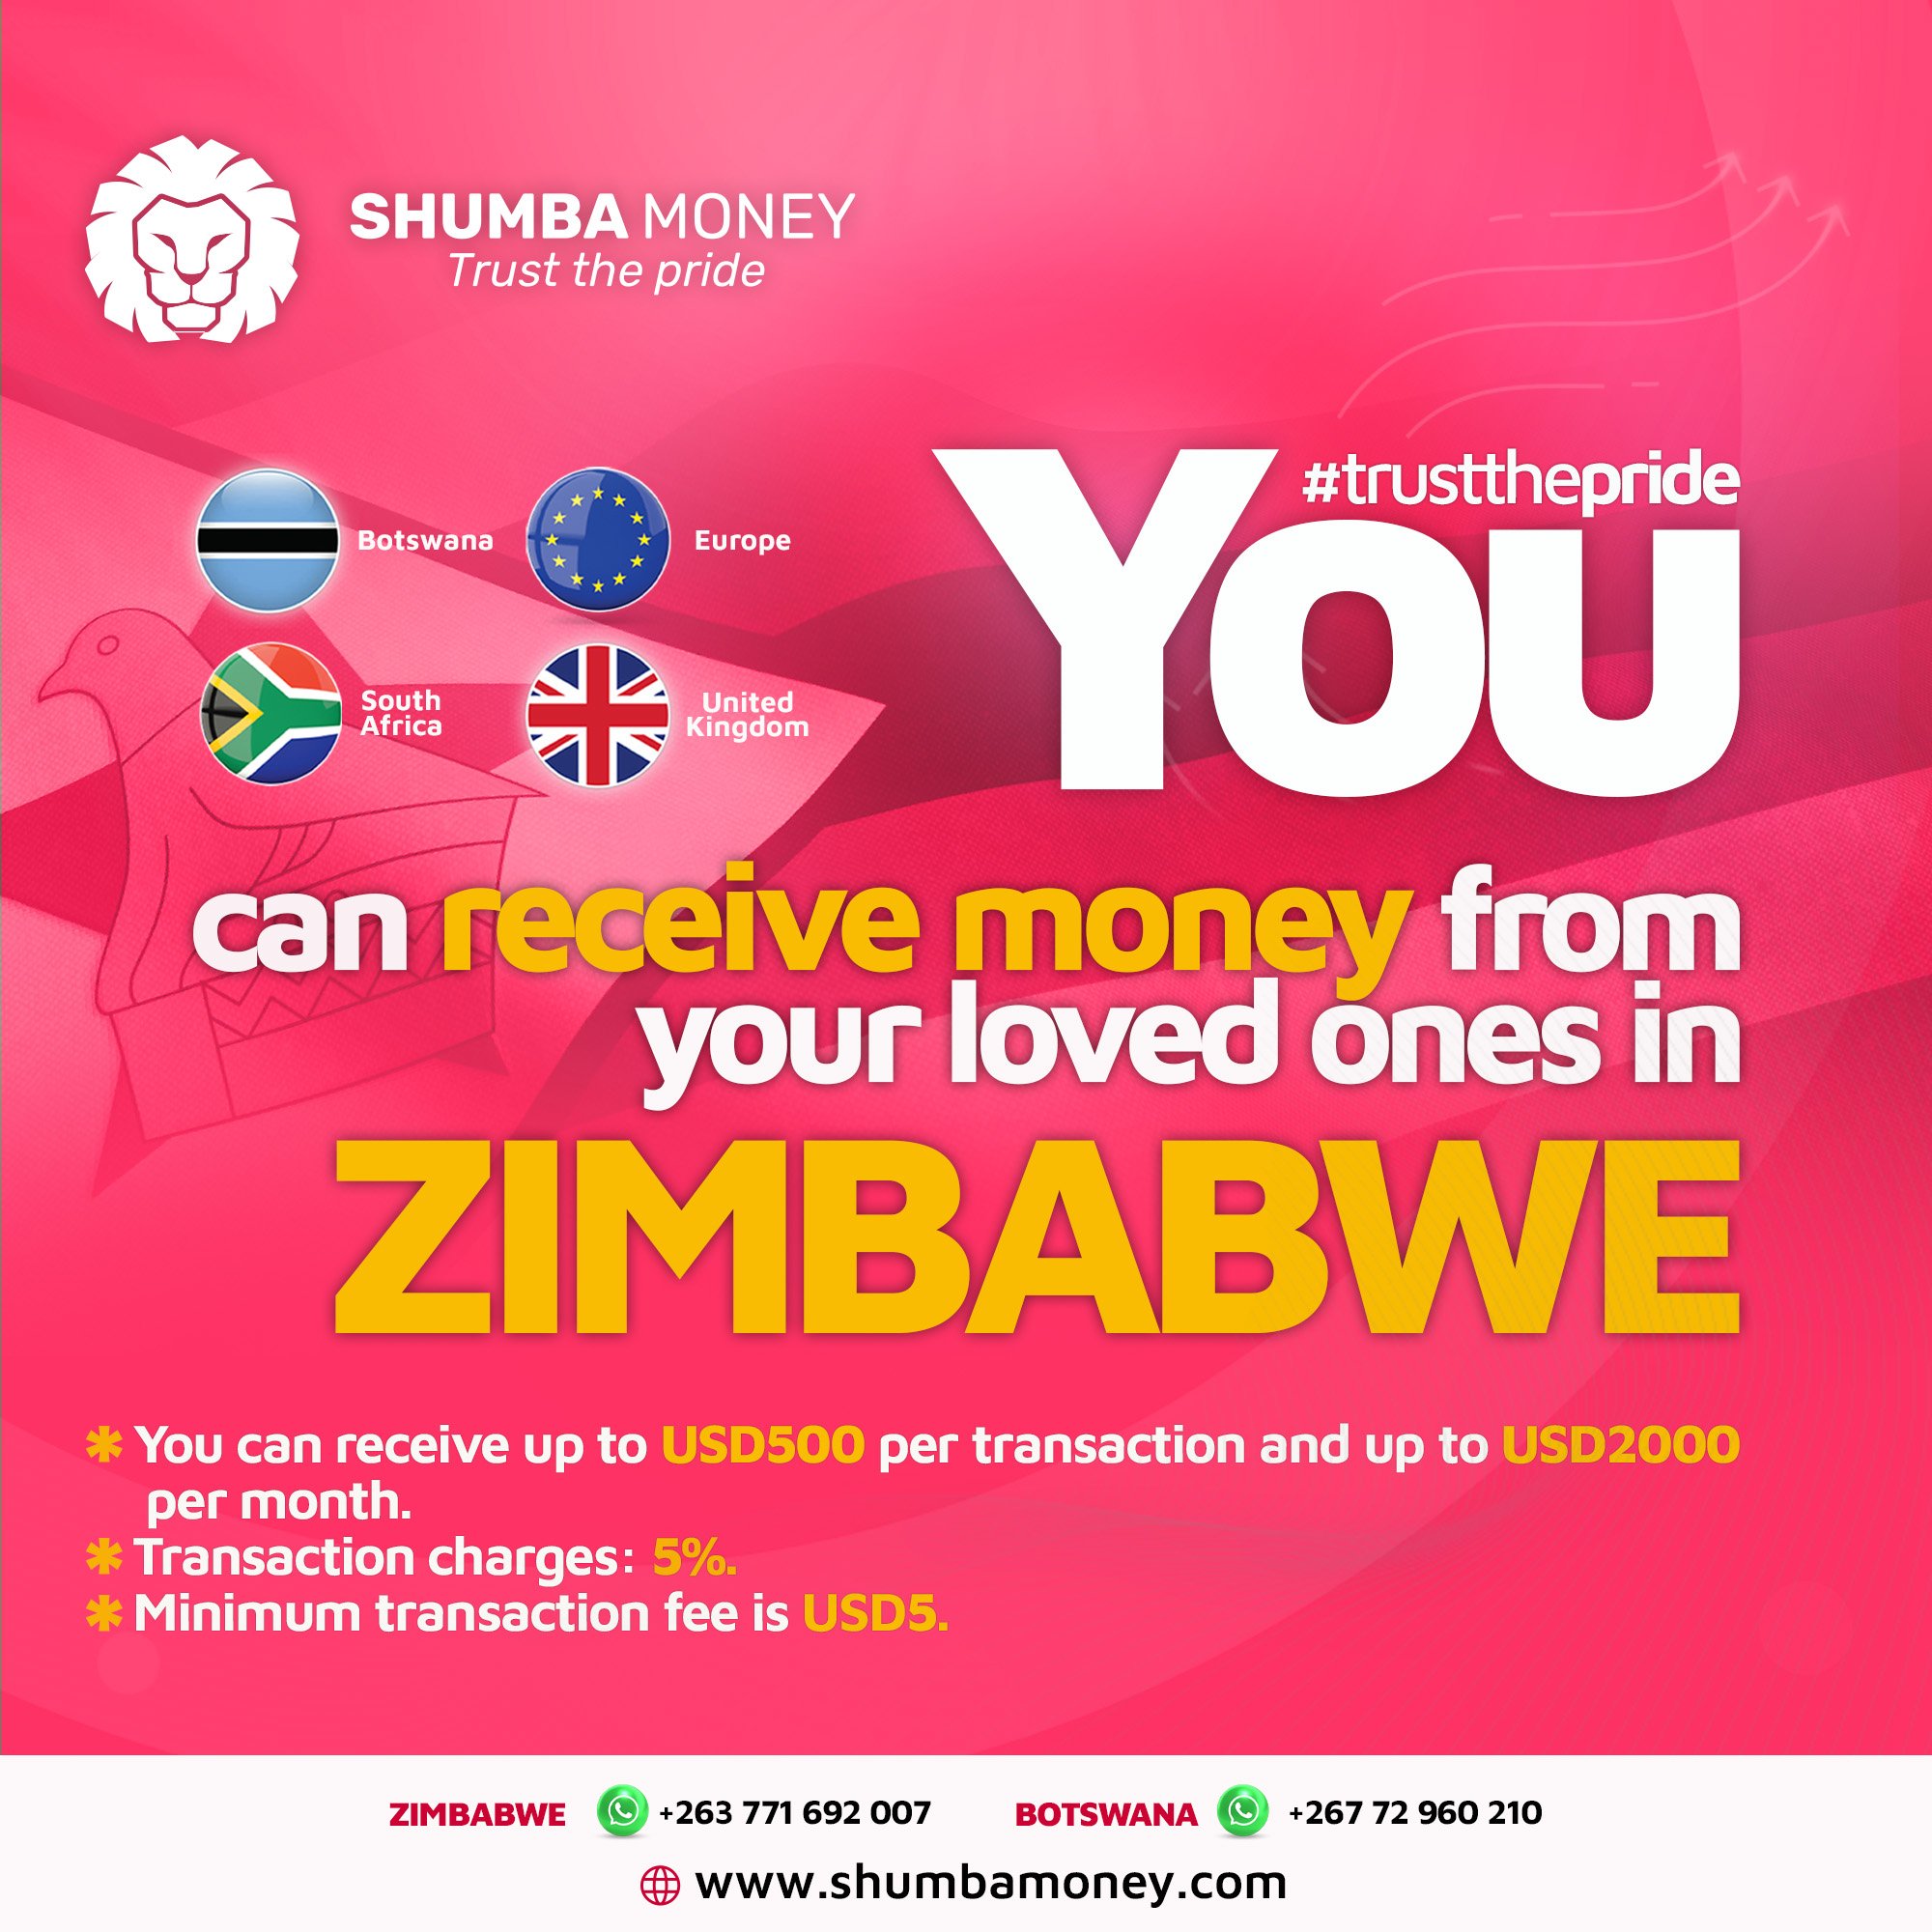 SHUMBA MONEY
Trust the pride
Botswana
Europe
South
Africa
United
Kingdom
#trustthepride
YOU
can receive money from
your loved ones in
ZIMBABWE
* You can receive up to USD500 per transaction and up to USD2000
per month.
* Transaction charges: 5%.
* Minimum transaction fee is USD5.
ZIMBABWE +263 771 692 007 BOTSWANA +267 72 960 210
www.shumbamoney.com